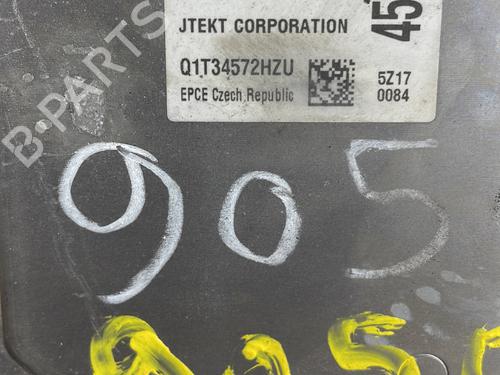 JTEKT CORPORATION
45
Q1T34572HZU
5Z17
EPCE Czech Republic
0084
B-PARTS
905